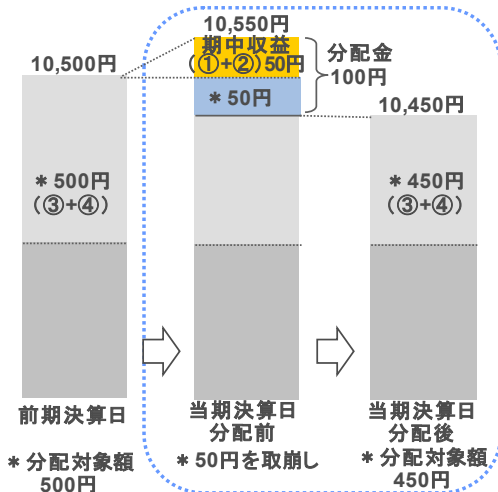 10,550円
期中収益
(①+②)50円
分配金
100円
10,500円
＊50円
10,450円
＊500円
(③+④)
＊450円
(③+④)
前期決算日
当期決算日
分配前
当期決算日
分配後
＊分配対象額
500円
＊50円を取崩し
＊分配対象額
450円